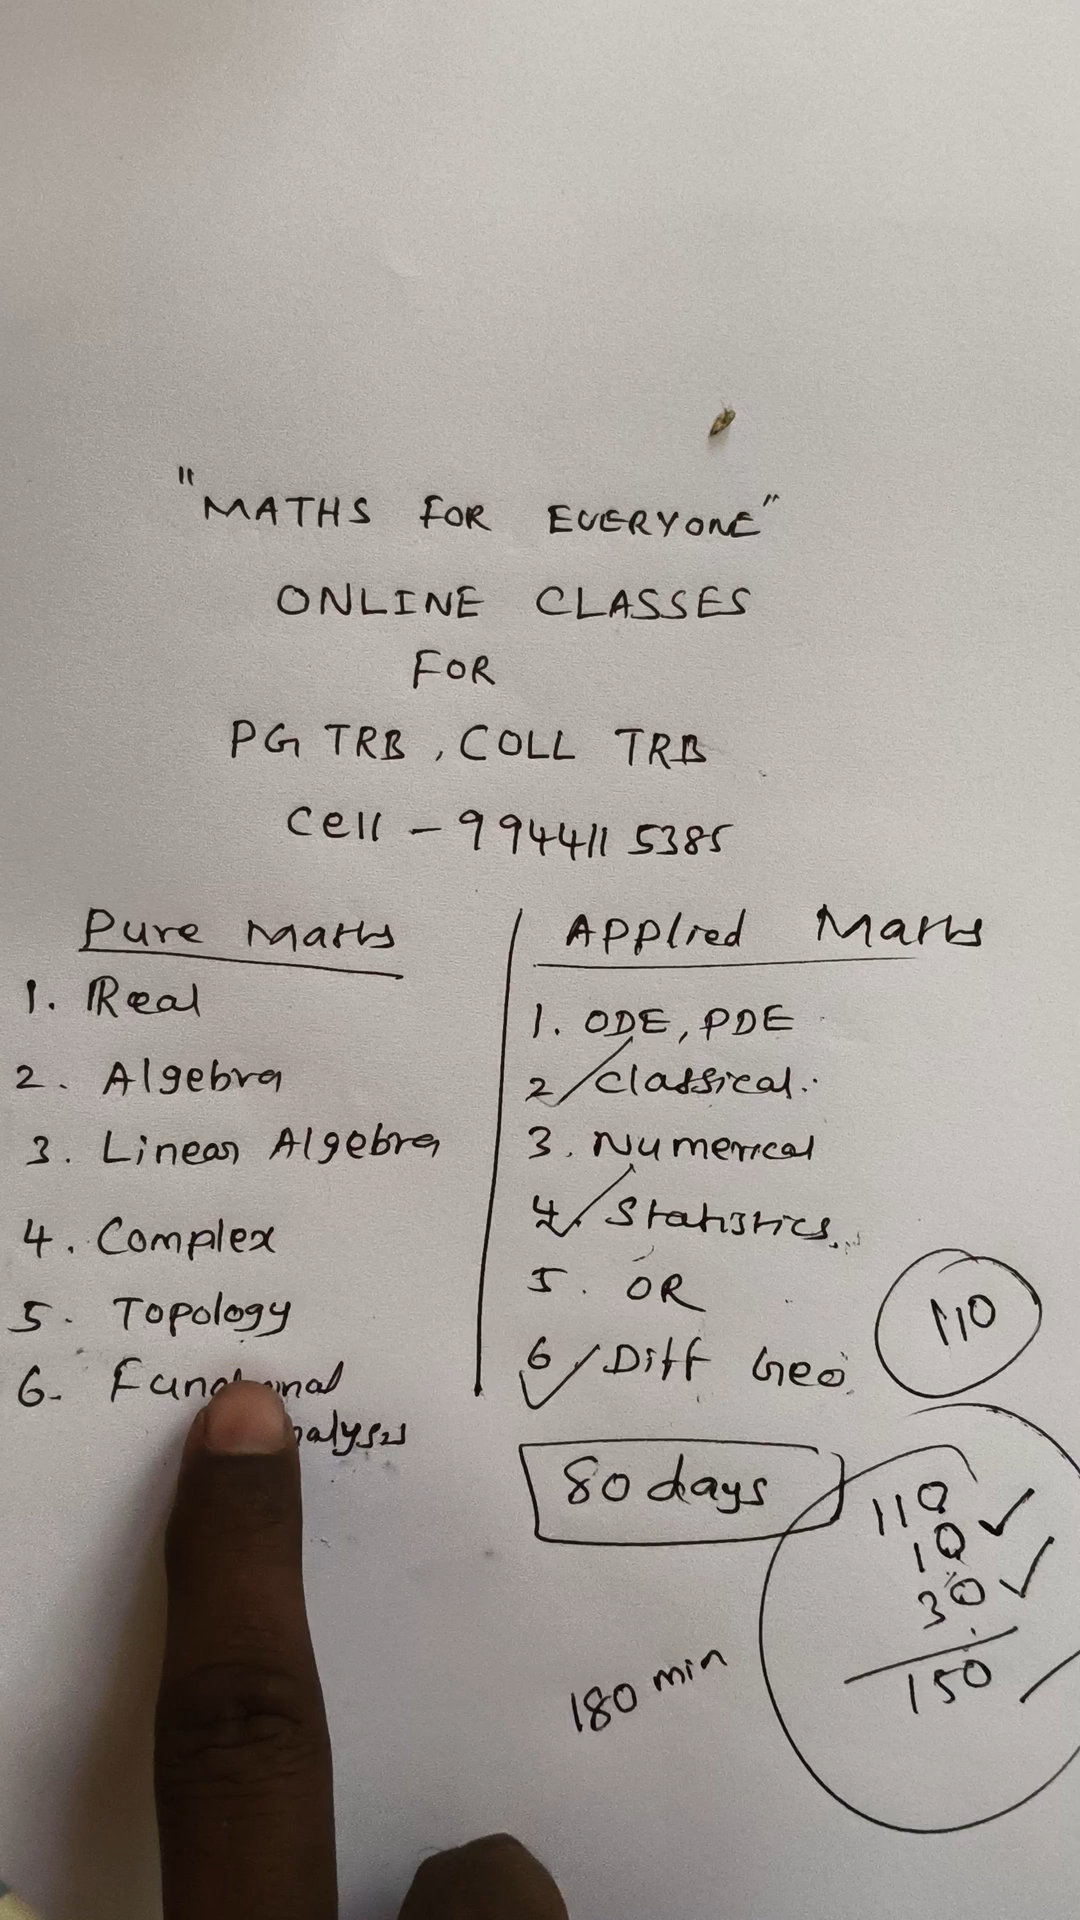 "MATHS FOR EVERYONE"
ONLINE CLASSES
FOR
PG TRB, COLL TRB
Cell - 9944115385
Pure Maths
1. Real
2. Algebra
3. Linear Algebra
4. Complex
5. Topology
6. Functional
Analysis
Applied Maths
1. ODE, PDE
2 Classical.
3. Numerical
4. Statistics
5. OR
6 Diff Geo
110
80 days
110
10
30
150
180 min